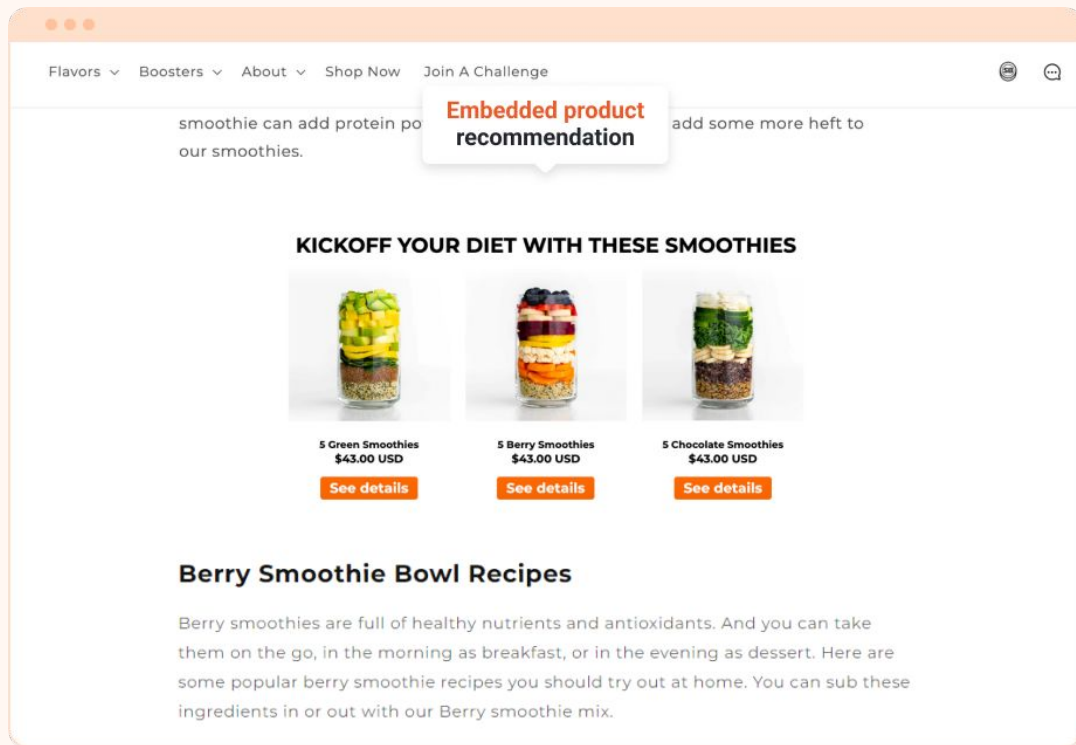 Flavors Boosters About Shop Now Join A Challenge
Embedded product
recommendation
smoothie can add protein po add some more heft to
our smoothies.
KICKOFF YOUR DIET WITH THESE SMOOTHIES
5 Green Smoothies 5 Berry Smoothies 5 Chocolate Smoothies
$43.00 USD $43.00 USD $43.00 USD
See details See details See details
Berry Smoothie Bowl Recipes
Berry smoothies are full of healthy nutrients and antioxidants. And you can take
them on the go, in the morning as breakfast, or in the evening as dessert. Here are
some popular berry smoothie recipes you should try out at home. You can sub these
ingredients in or out with our Berry smoothie mix.